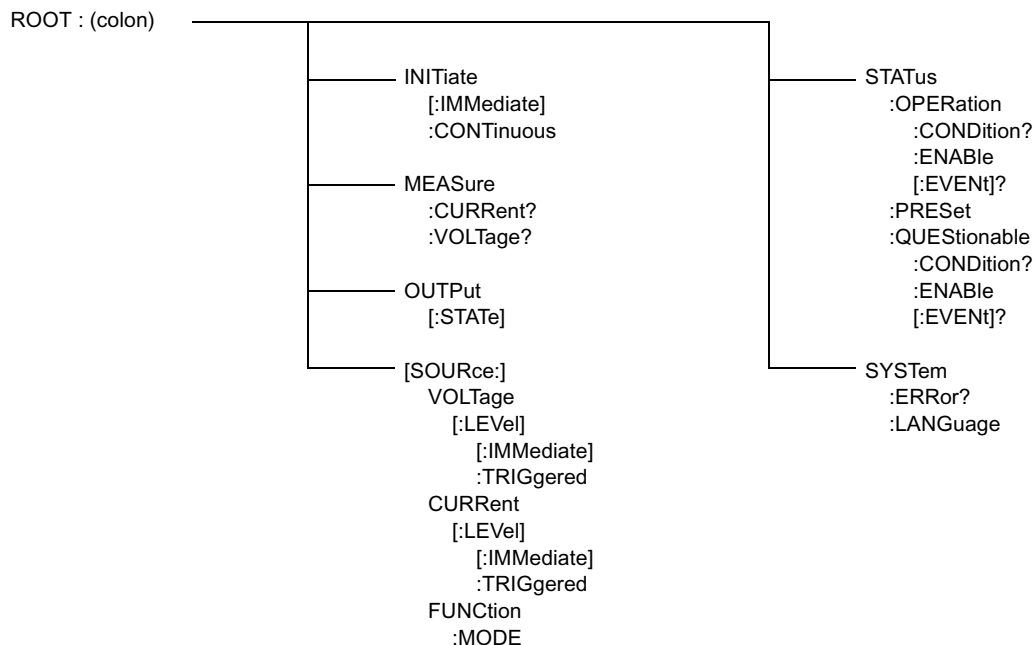 ROOT : (colon)
INITiate
[:IMMediate]
:CONTinuous
MEASure
:CURRent?
:VOLTage?
OUTPut
[:STATe]
[SOURce:]
VOLTage
[:LEVel]
[:IMMediate]
:TRIGgered
CURRent
[:LEVel]
[:IMMediate]
:TRIGgered
FUNCtion
:MODE
STATus
:OPERation
:CONDition?
:ENABle
[:EVENt]?
:PRESet
:QUEStionable
:CONDition?
:ENABle
[:EVENt]?
SYSTem
:ERRor?
:LANGuage